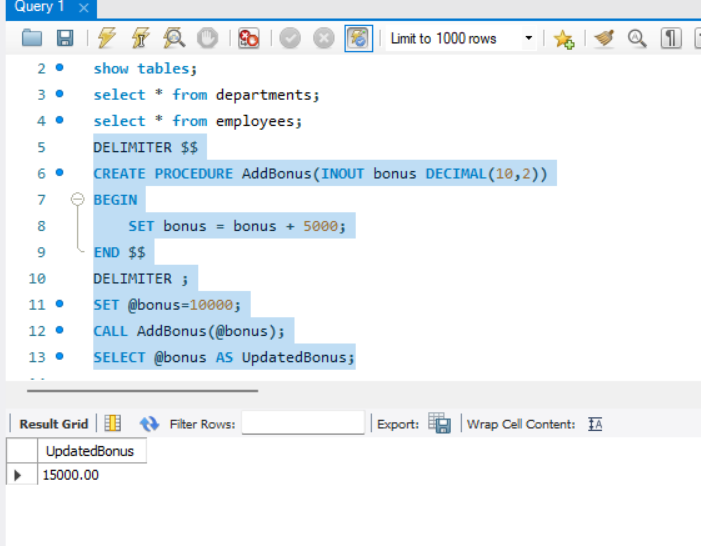 Query 1
Limit to 1000 rows
2 show tables;
3 select * from departments;
4 select * from employees;
5 DELIMITER $$
6 CREATE PROCEDURE AddBonus(INOUT bonus DECIMAL(10,2))
7 BEGIN
8 SET bonus = bonus + 5000;
9 END $$
10 DELIMITER ;
11 SET @bonus=10000;
12 CALL AddBonus(@bonus);
13 SELECT @bonus AS UpdatedBonus;
Result Grid Filter Rows: Export: Wrap Cell Content: IA
UpdatedBonus
15000.00